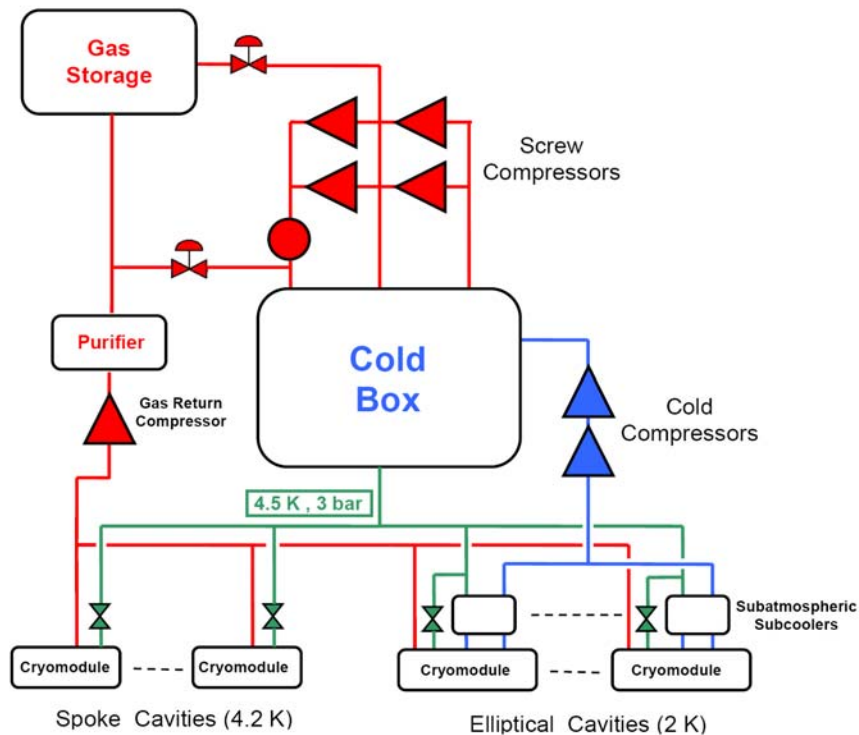 Gas
Storage
Screw
Compressors
Purifier
Cold
Box
Gas Return
Compressor
Cold
Compressors
4.5 K , 3 bar
Subatmospheric
Subcoolers
Cryomodule
Cryomodule
Cryomodule
Cryomodule
Spoke Cavities (4.2 K)
Elliptical Cavities (2 K)